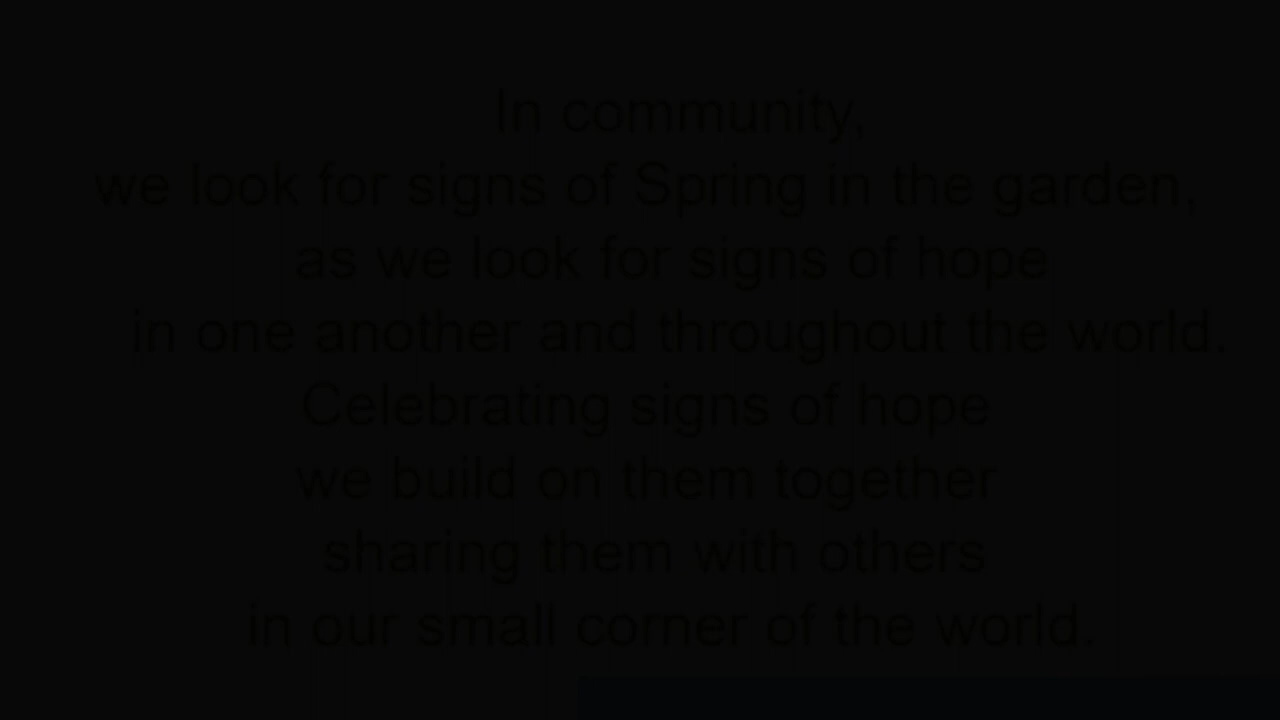 In community,
we look for signs of Spring in the garden,
as we look for signs of hope
in one another and throughout the world.
Celebrating signs of hope
we build on them together
sharing them with others
in our small corner of the world.